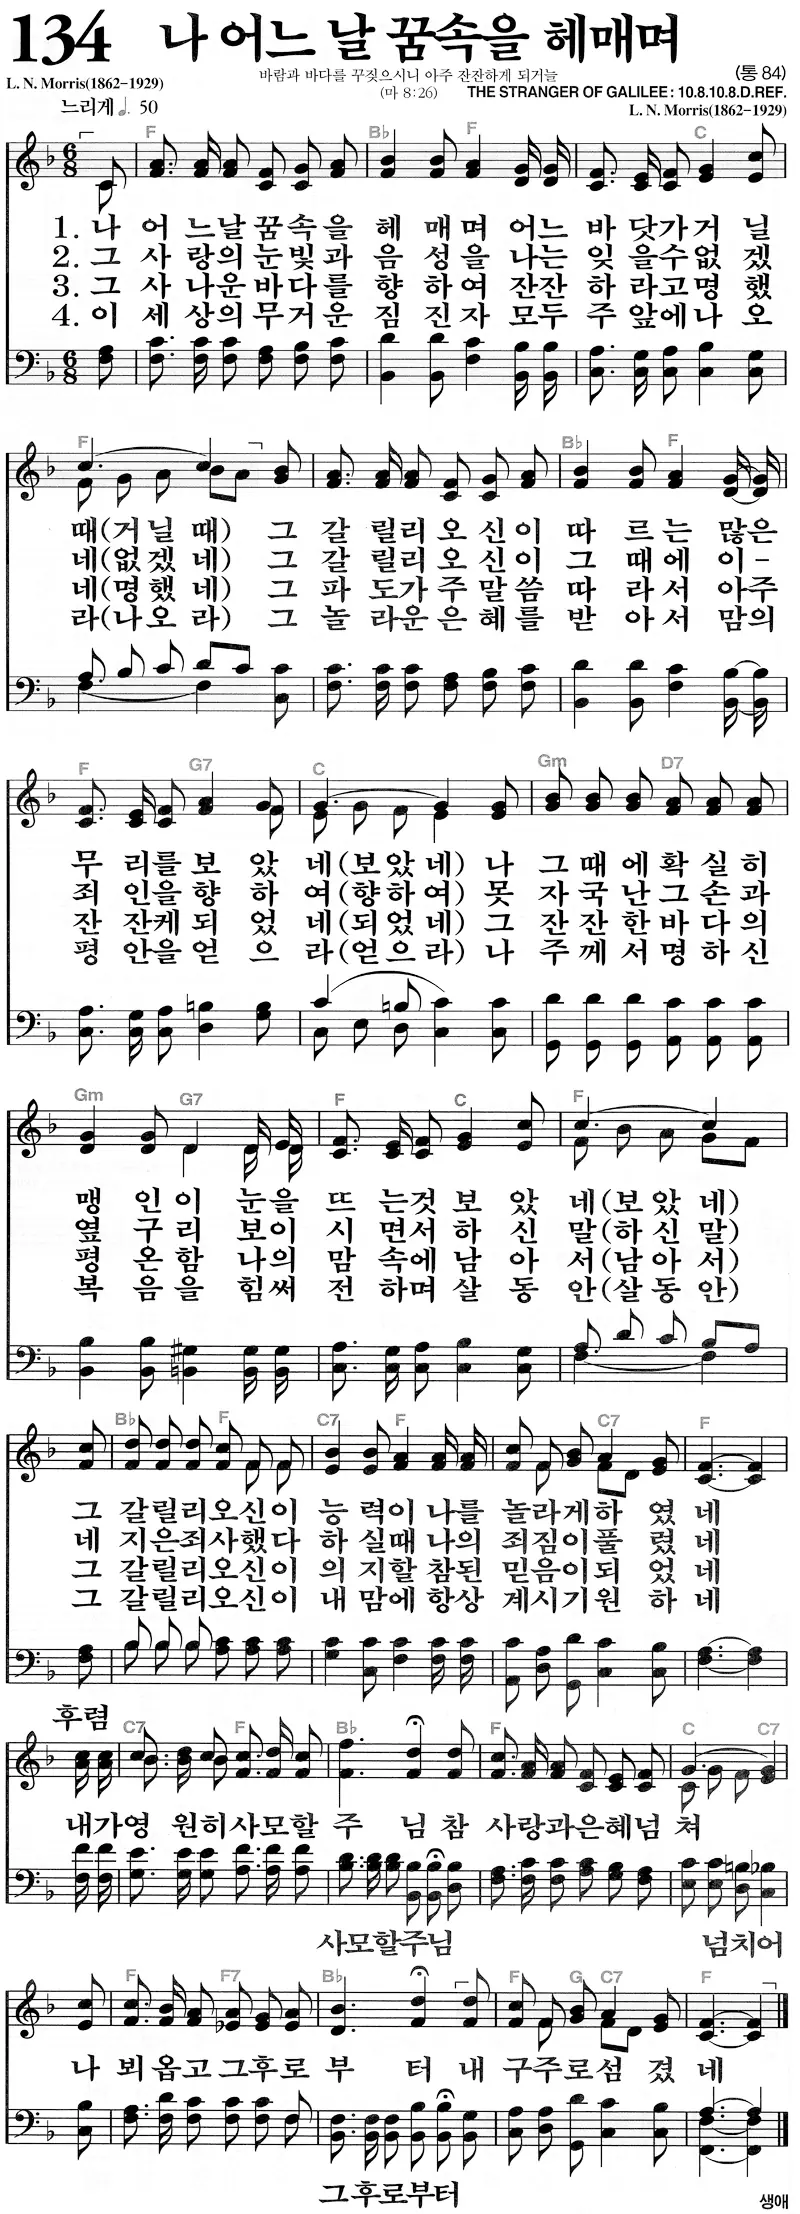 134 나 어느 날 꿈속을 헤매며
바람과 바다를 꾸짖으시니 아주 잔잔하게 되거늘
(마 8:26)
(통 84)
L. N. Morris(1862-1929)
THE STRANGER OF GALILEE: 10.8.10.8.D.REF.
느리게 ♩. 50
L. N. Morris(1862-1929)
F B♭ F C
1. 나 어 느날 꿈속을 헤 매며 어느 바 닷가거 닐
2. 그 사 랑의 눈빛과 음 성을 나는 잊 을수없 겠
3. 그 사 나운 바다를 향 하여 잔잔 하 라고명 했
4. 이 세 상의 무거운 짐 진자 모두 주 앞에나 오
F B♭ F
때(거닐 때) 그 갈 릴리 오 신 이 따 르는 많은
네(없겠네) 그 갈 릴리 오 신 이 그 때에 이-
네(명했네) 그 파 도가 주 말 씀 따 라서 아주
라(나오라) 그 놀 라운 은 혜 를 받 아서 맘의
F G7 C Gm D7
무 리를 보 았 네(보았네) 나 그 때 에 확 실 히
죄 인을 향 하 여(향하여) 못 자 국 난 그 손 과
잔 잔케 되 었 네(되었네) 그 잔 잔 한 바 다 의
평 안을 얻 으 라(얻으라) 나 주 께 서 명 하 신
Gm G7 F C F
맹 인 이 눈을 뜨 는것 보 았 네(보았네)
옆 구 리 보이 시 면서 하 신 말(하신말)
평 온 함 나의 맘 속에 남 아 서(남아서)
복 음 을 힘써 전 하며 살 동 안(살동안)
B♭ F C7 F C7 F
그 갈릴리오신이 능 력이 나를 놀라게하 였 네
네 지은죄사했다 하 실때 나의 죄짐이풀 렸 네
그 갈릴리오신이 의 지할 참된 믿음이되 었 네
그 갈릴리오신이 내 맘에 항상 계시기원 하 네
후렴
C7 F B♭ F C C7
내가영 원히사모할 주 님 참 사랑과은혜넘 쳐
사모할주님 넘치어
F F7 B♭ F G C7 F
나 뵈 옵고 그후로 부 터 내 구주로섬 겼 네
그후로부터
생애